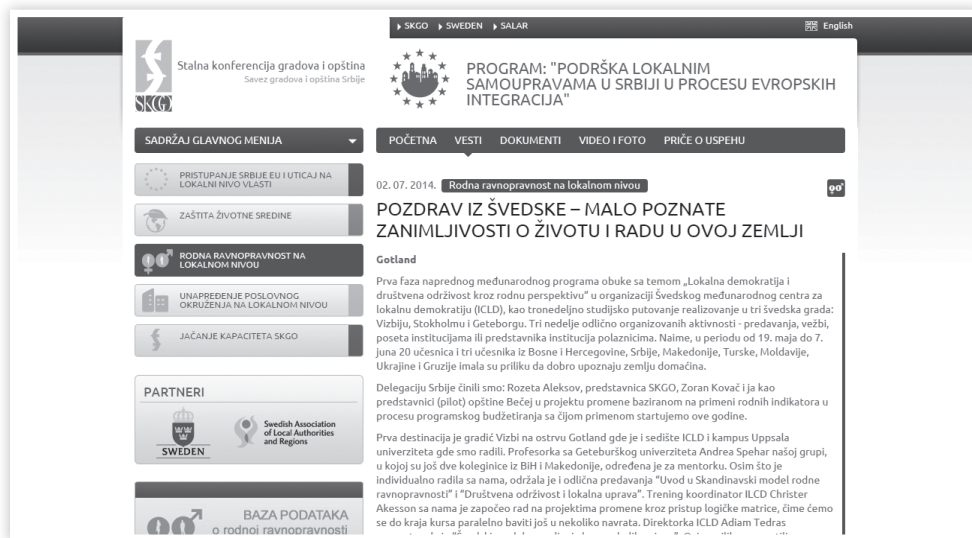 SKGO SWEDEN SALAR English
Stalna konferencija gradova i opština
Savez gradova i opština Srbije
SKGO
PROGRAM: "PODRŠKA LOKALNIM
SAMOUPRAVAMA U SRBIJI U PROCESU EVROPSKIH
INTEGRACIJA"
SADRŽAJ GLAVNOG MENIJA
POČETNA VESTI DOKUMENTI VIDEO I FOTO PRIČE O USPEHU
PRISTUPANJE SRBIJE EU I UTICAJ NA
LOKALNI NIVO VLASTI
ZAŠTITA ŽIVOTNE SREDINE
RODNA RAVNOPRAVNOST NA
LOKALNOM NIVOU
UNAPREĐENJE POSLOVNOG
OKRUŽENJA NA LOKALNOM NIVOU
JAČANJE KAPACITETA SKGO
PARTNERI
SWEDEN
Swedish Association
of Local Authorities
and Regions
BAZA PODATAKA
o rodnoj ravnopravnosti
02. 07. 2014. Rodna ravnopravnost na lokalnom nivou
POZDRAV IZ ŠVEDSKE – MALO POZNATE
ZANIMLJIVOSTI O ŽIVOTU I RADU U OVOJ ZEMLJI
Gotland
Prva faza naprednog međunarodnog programa obuke sa temom „Lokalna demokratija i
društvena održivost kroz rodnu perspektivu“ u organizaciji Švedskog međunarodnog centra za
lokalnu demokratiju (ICLD), kao tronedeljno studijsko putovanje realizovano u tri švedska grada:
Vizbiju, Stokholmu i Geteborgu. Tri nedelje odlično organizovanih aktivnosti - predavanja, vežbi,
poseta institucijama ili predstavnika institucija polaznicima. Naime, u periodu od 19. maja do 7.
juna 20 učesnica i tri učesnika iz Bosne i Hercegovine, Srbije, Makedonije, Turske, Moldavije,
Ukrajine i Gruzije imala su priliku da dobro upoznaju zemlju domaćina.
Delegaciju Srbije činili smo: Rozeta Aleksov, predstavnica SKGO, Zoran Kovač i ja kao
predstavnici (pilot) opštine Bečej u projektu promene baziranom na primeni rodnih indikatora u
procesu programskog budžetiranja sa čijom primenom startujemo ove godine.
Prva destinacija je gradić Vizbi na ostrvu Gotland gde je i sedište ICLD i kampus Uppsala
univerziteta gde smo radili. Profesorka sa Geteburškog univerziteta Andrea Spehar našoj grupi,
u kojoj su još dve koleginice iz BiH i Makedonije, određena je za mentorku. Osim što je
individualno radila sa nama, održala je i odlična predavanja “Uvod u Skandinavski model rodne
ravnopravnosti” i “Društvena održivost i lokalna uprava”. Trening koordinator ILCD Christer
Akesson sa nama je započeo rad na projektima promene kroz pristup logičke matrice, čime ćemo
se do kraja kursa paralelno baviti još u nekoliko navrata. Direktorka ICLD Adiam Tedras